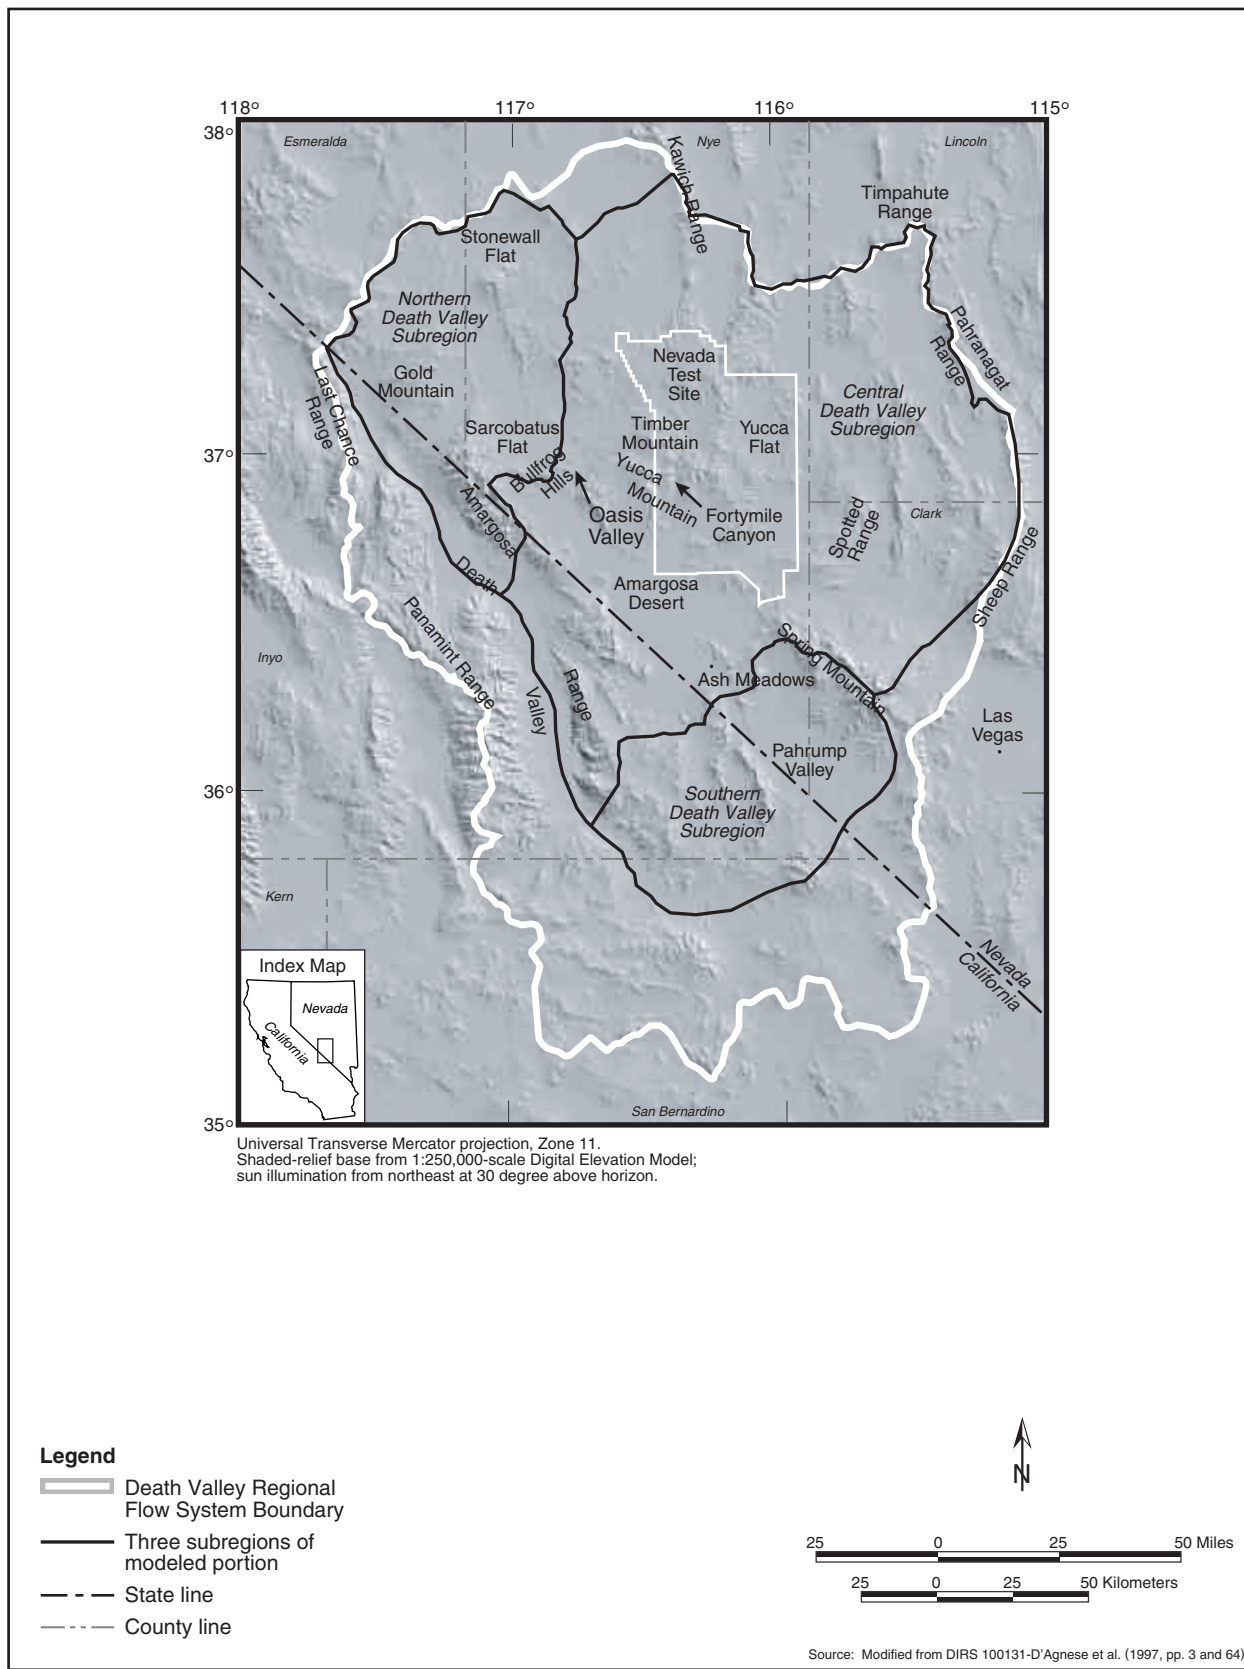 118° 117° 116° 115°
38°
37°
36°
35°
Esmeralda
Nye
Lincoln
Kawich Range
Timpahute
Range
Stonewall
Flat
Northern
Death Valley
Subregion
Pahranagat
Range
Nevada
Test
Site
Gold
Mountain
Last Chance
Range
Central
Death Valley
Subregion
Sarcobatus
Flat
Timber
Mountain
Yucca
Flat
Bullfrog
Hills
Yucca
Mountain
Amargosa
Oasis
Valley
Fortymile
Canyon
Spotted
Range
Clark
Death
Amargosa
Desert
Sheep Range
Panamint Range
Inyo
Spring Mountain
Ash Meadows
Valley
Range
Las
Vegas
Pahrump
Valley
Southern
Death Valley
Subregion
Kern
Nevada
California
Index Map
Nevada
California
San Bernardino
Universal Transverse Mercator projection, Zone 11.
Shaded-relief base from 1:250,000-scale Digital Elevation Model;
sun illumination from northeast at 30 degree above horizon.
Legend
Death Valley Regional
Flow System Boundary
Three subregions of
modeled portion
State line
County line
N
25 0 25 50 Miles
25 0 25 50 Kilometers
Source: Modified from DIRS 100131-D'Agnese et al. (1997, pp. 3 and 64)